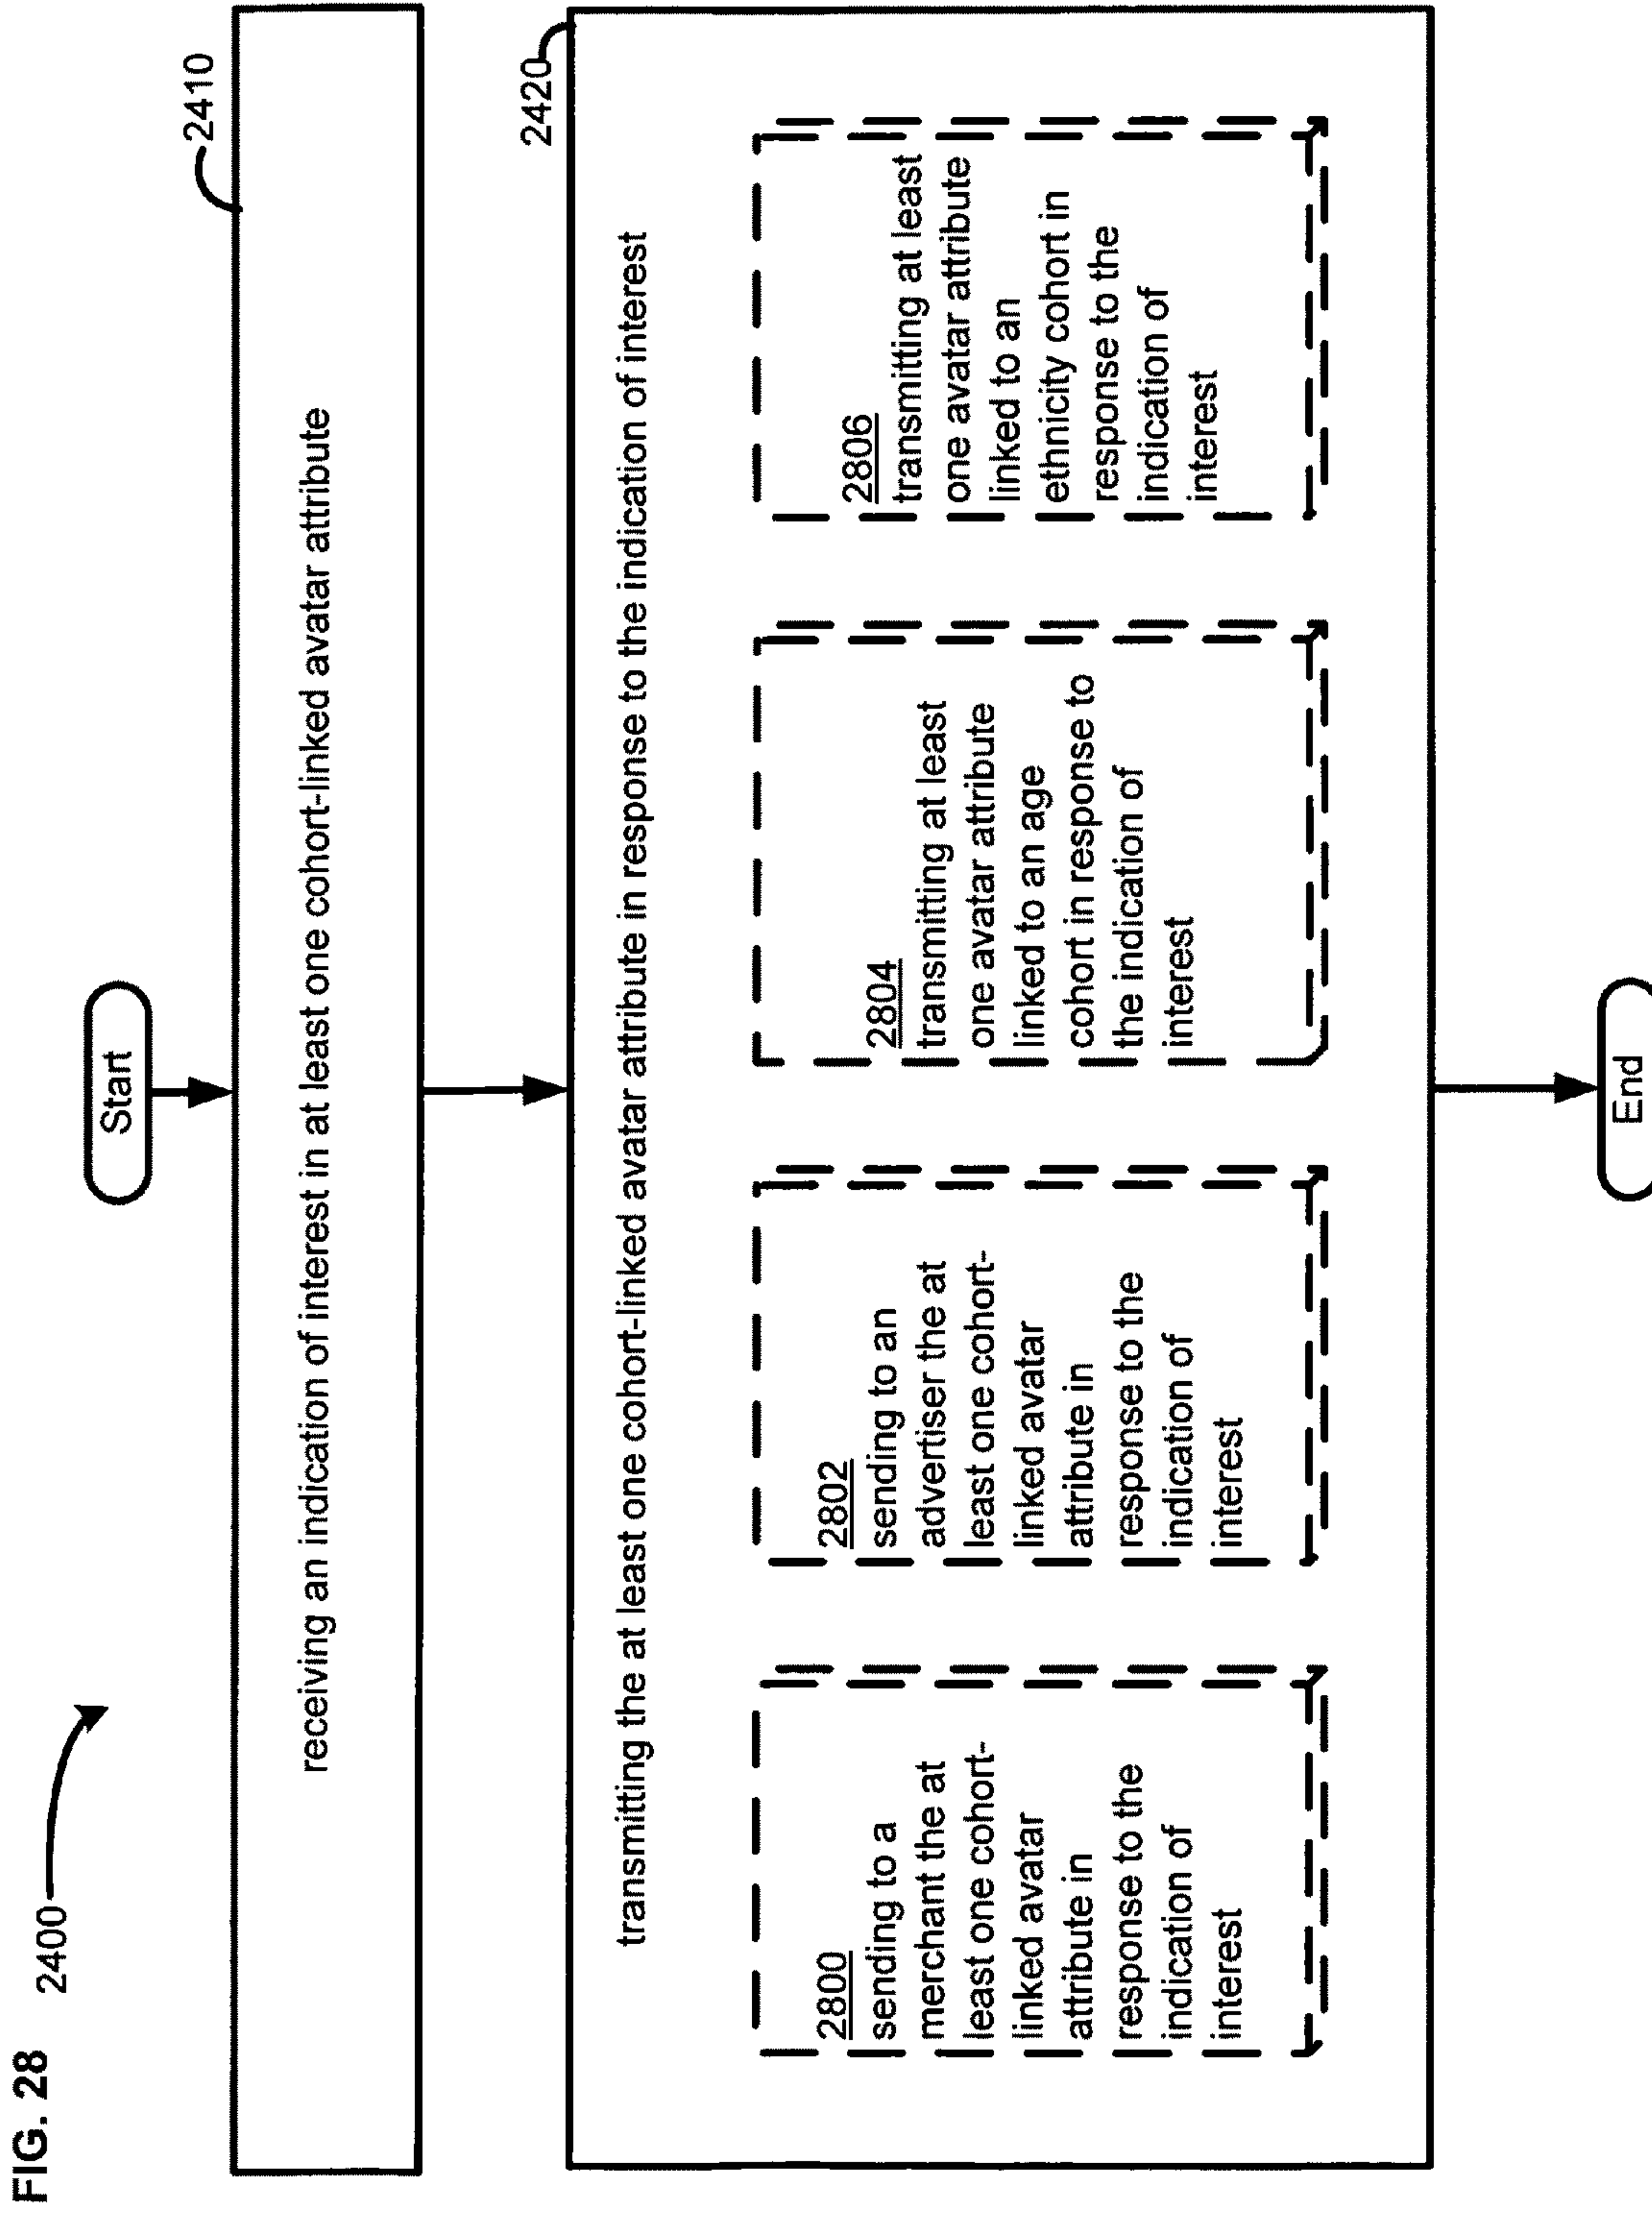 FIG. 28
2400
Start
2410
receiving an indication of interest in at least one cohort-linked avatar attribute
2420
transmitting the at least one cohort-linked avatar attribute in response to the indication of interest
2800
sending to a
merchant the at
least one cohort-
linked avatar
attribute in
response to the
indication of
interest
2802
sending to an
advertiser the at
least one cohort-
linked avatar
attribute in
response to the
indication of
interest
2804
transmitting at least
one avatar attribute
linked to an age
cohort in response to
the indication of
interest
2806
transmitting at least
one avatar attribute
linked to an
ethnicity cohort in
response to the
indication of
interest
End